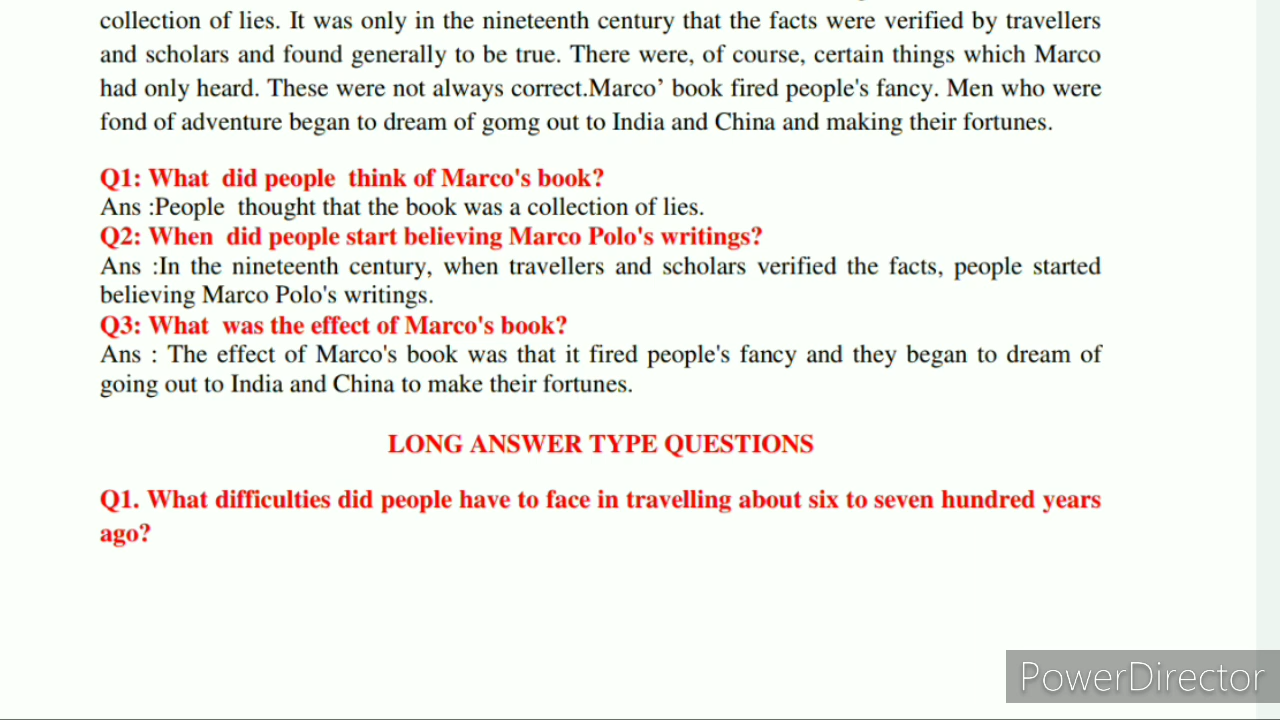 collection of lies. It was only in the nineteenth century that the facts were verified by travellers
and scholars and found generally to be true. There were, of course, certain things which Marco
had only heard. These were not always correct.Marco’ book fired people's fancy. Men who were
fond of adventure began to dream of gomg out to India and China and making their fortunes.
Q1: What did people think of Marco's book?
Ans :People thought that the book was a collection of lies.
Q2: When did people start believing Marco Polo's writings?
Ans :In the nineteenth century, when travellers and scholars verified the facts, people started
believing Marco Polo's writings.
Q3: What was the effect of Marco's book?
Ans : The effect of Marco's book was that it fired people's fancy and they began to dream of
going out to India and China to make their fortunes.
LONG ANSWER TYPE QUESTIONS
Q1. What difficulties did people have to face in travelling about six to seven hundred years
ago?
PowerDirector